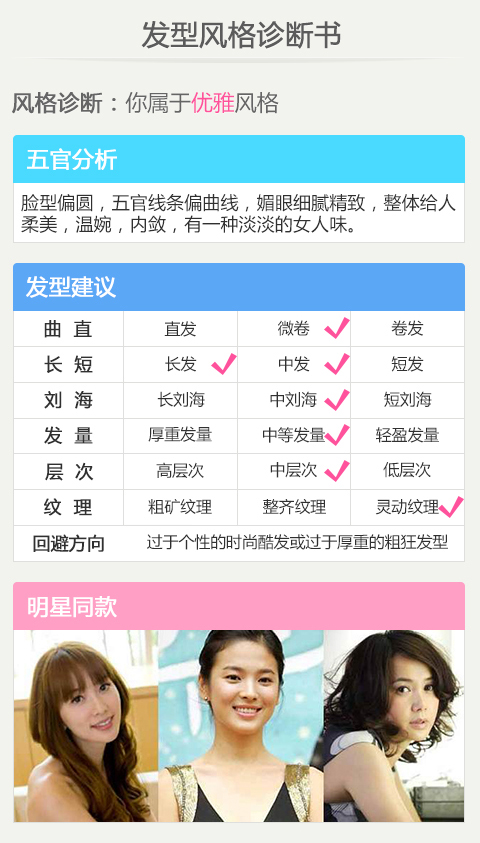 发型风格诊断书
风格诊断：你属于优雅风格
五官分析
脸型偏圆，五官线条偏曲线，媚眼细腻精致，整体给人
柔美，温婉，内敛，有一种淡淡的女人味。
发型建议
曲 直 直发 微卷 卷发
长 短 长发 中发 短发
刘 海 长刘海 中刘海 短刘海
发 量 厚重发量 中等发量 轻盈发量
层 次 高层次 中层次 低层次
纹 理 粗矿纹理 整齐纹理 灵动纹理
回避方向 过于个性的时尚酷发或过于厚重的粗狂发型
明星同款